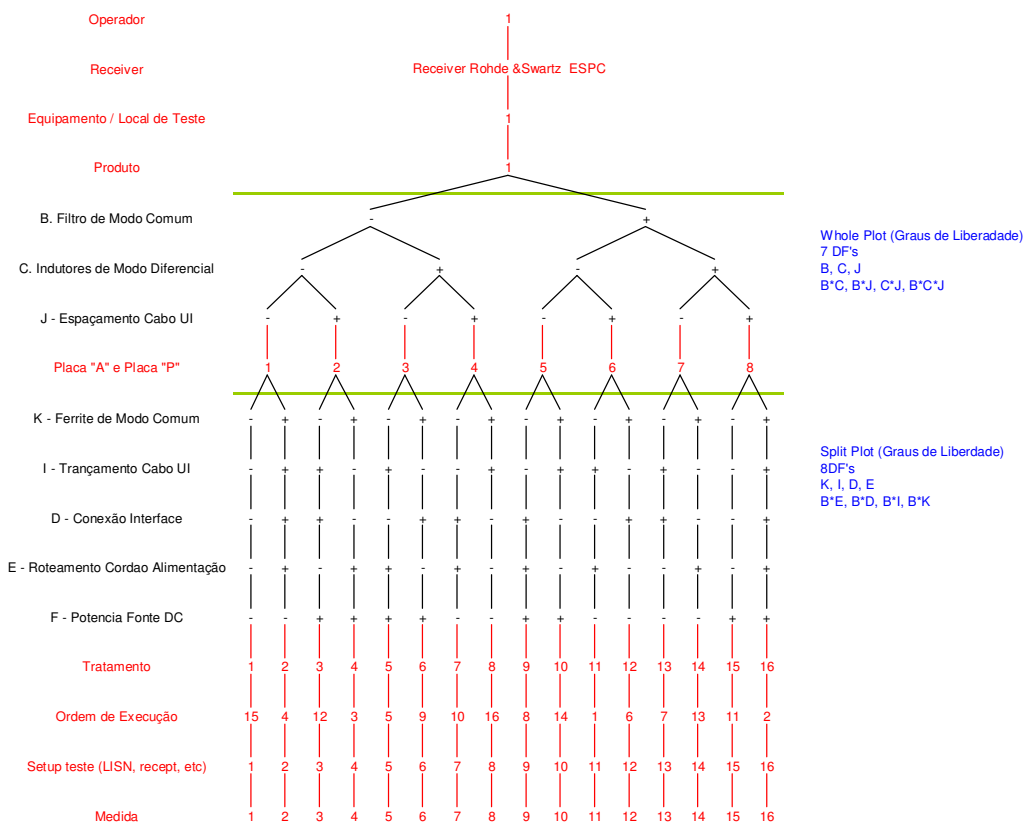 Operador 1
Receiver Receiver Rohde &Swartz ESPC
Equipamento / Local de Teste 1
Produto 1
B. Filtro de Modo Comum - +
Whole Plot (Graus de Liberadade)
7 DF's
B, C, J
B*C, B*J, C*J, B*C*J
C. Indutores de Modo Diferencial - + - +
J - Espaçamento Cabo UI - + - + - + - +
Placa "A" e Placa "P" 1 2 3 4 5 6 7 8
K - Ferrite de Modo Comum - + - + - + - + - + - + - + - +
Split Plot (Graus de Liberdade)
8DF's
K, I, D, E
B*E, B*D, B*I, B*K
I - Trançamento Cabo UI - + + - + - - + - + + - + - - +
D - Conexão Interface - + + - - + + - + - - + + - - +
E - Roteamento Cordao Alimentação - + - + + - + - + - + - - + - +
F - Potencia Fonte DC - - + + + + - - + + - - - - + +
Tratamento 1 2 3 4 5 6 7 8 9 10 11 12 13 14 15 16
Ordem de Execução 15 4 12 3 5 9 10 16 8 14 1 6 7 13 11 2
Setup teste (LISN, recept, etc) 1 2 3 4 5 6 7 8 9 10 11 12 13 14 15 16
Medida 1 2 3 4 5 6 7 8 9 10 11 12 13 14 15 16